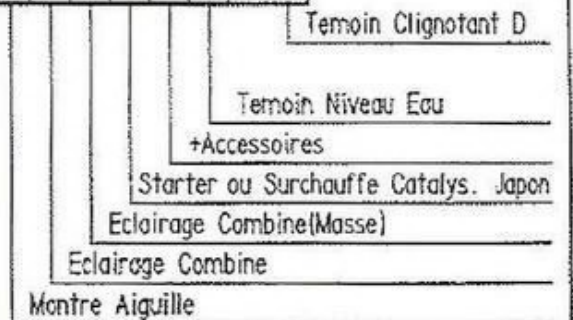 Temoin Clignotant D
Temoin Niveau Eau
+Accessoires
Starter ou Surchauffe Catalys. Japon
Eclairage Combine(Masse)
Eclairage Combine
Montre Aiguille